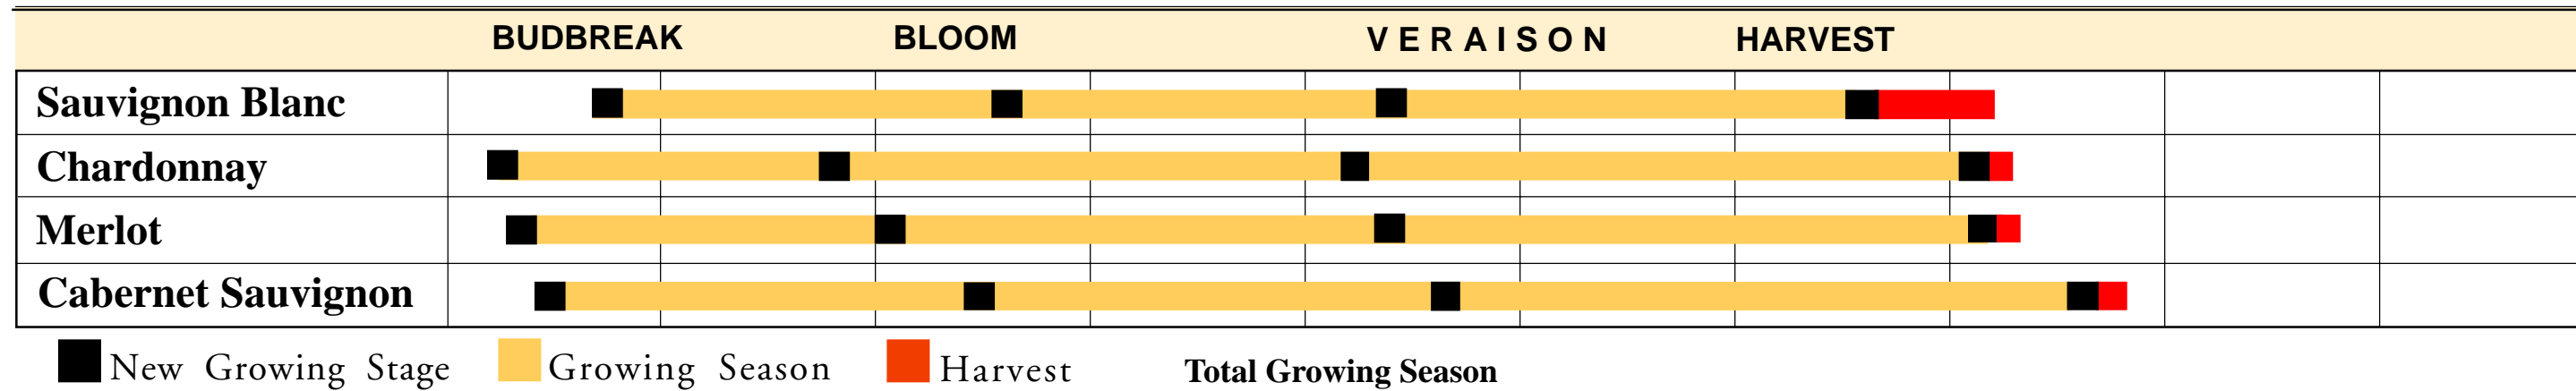 BUDBREAK BLOOM VERAISON HARVEST
Sauvignon Blanc
Chardonnay
Merlot
Cabernet Sauvignon
New Growing Stage Growing Season Harvest Total Growing Season